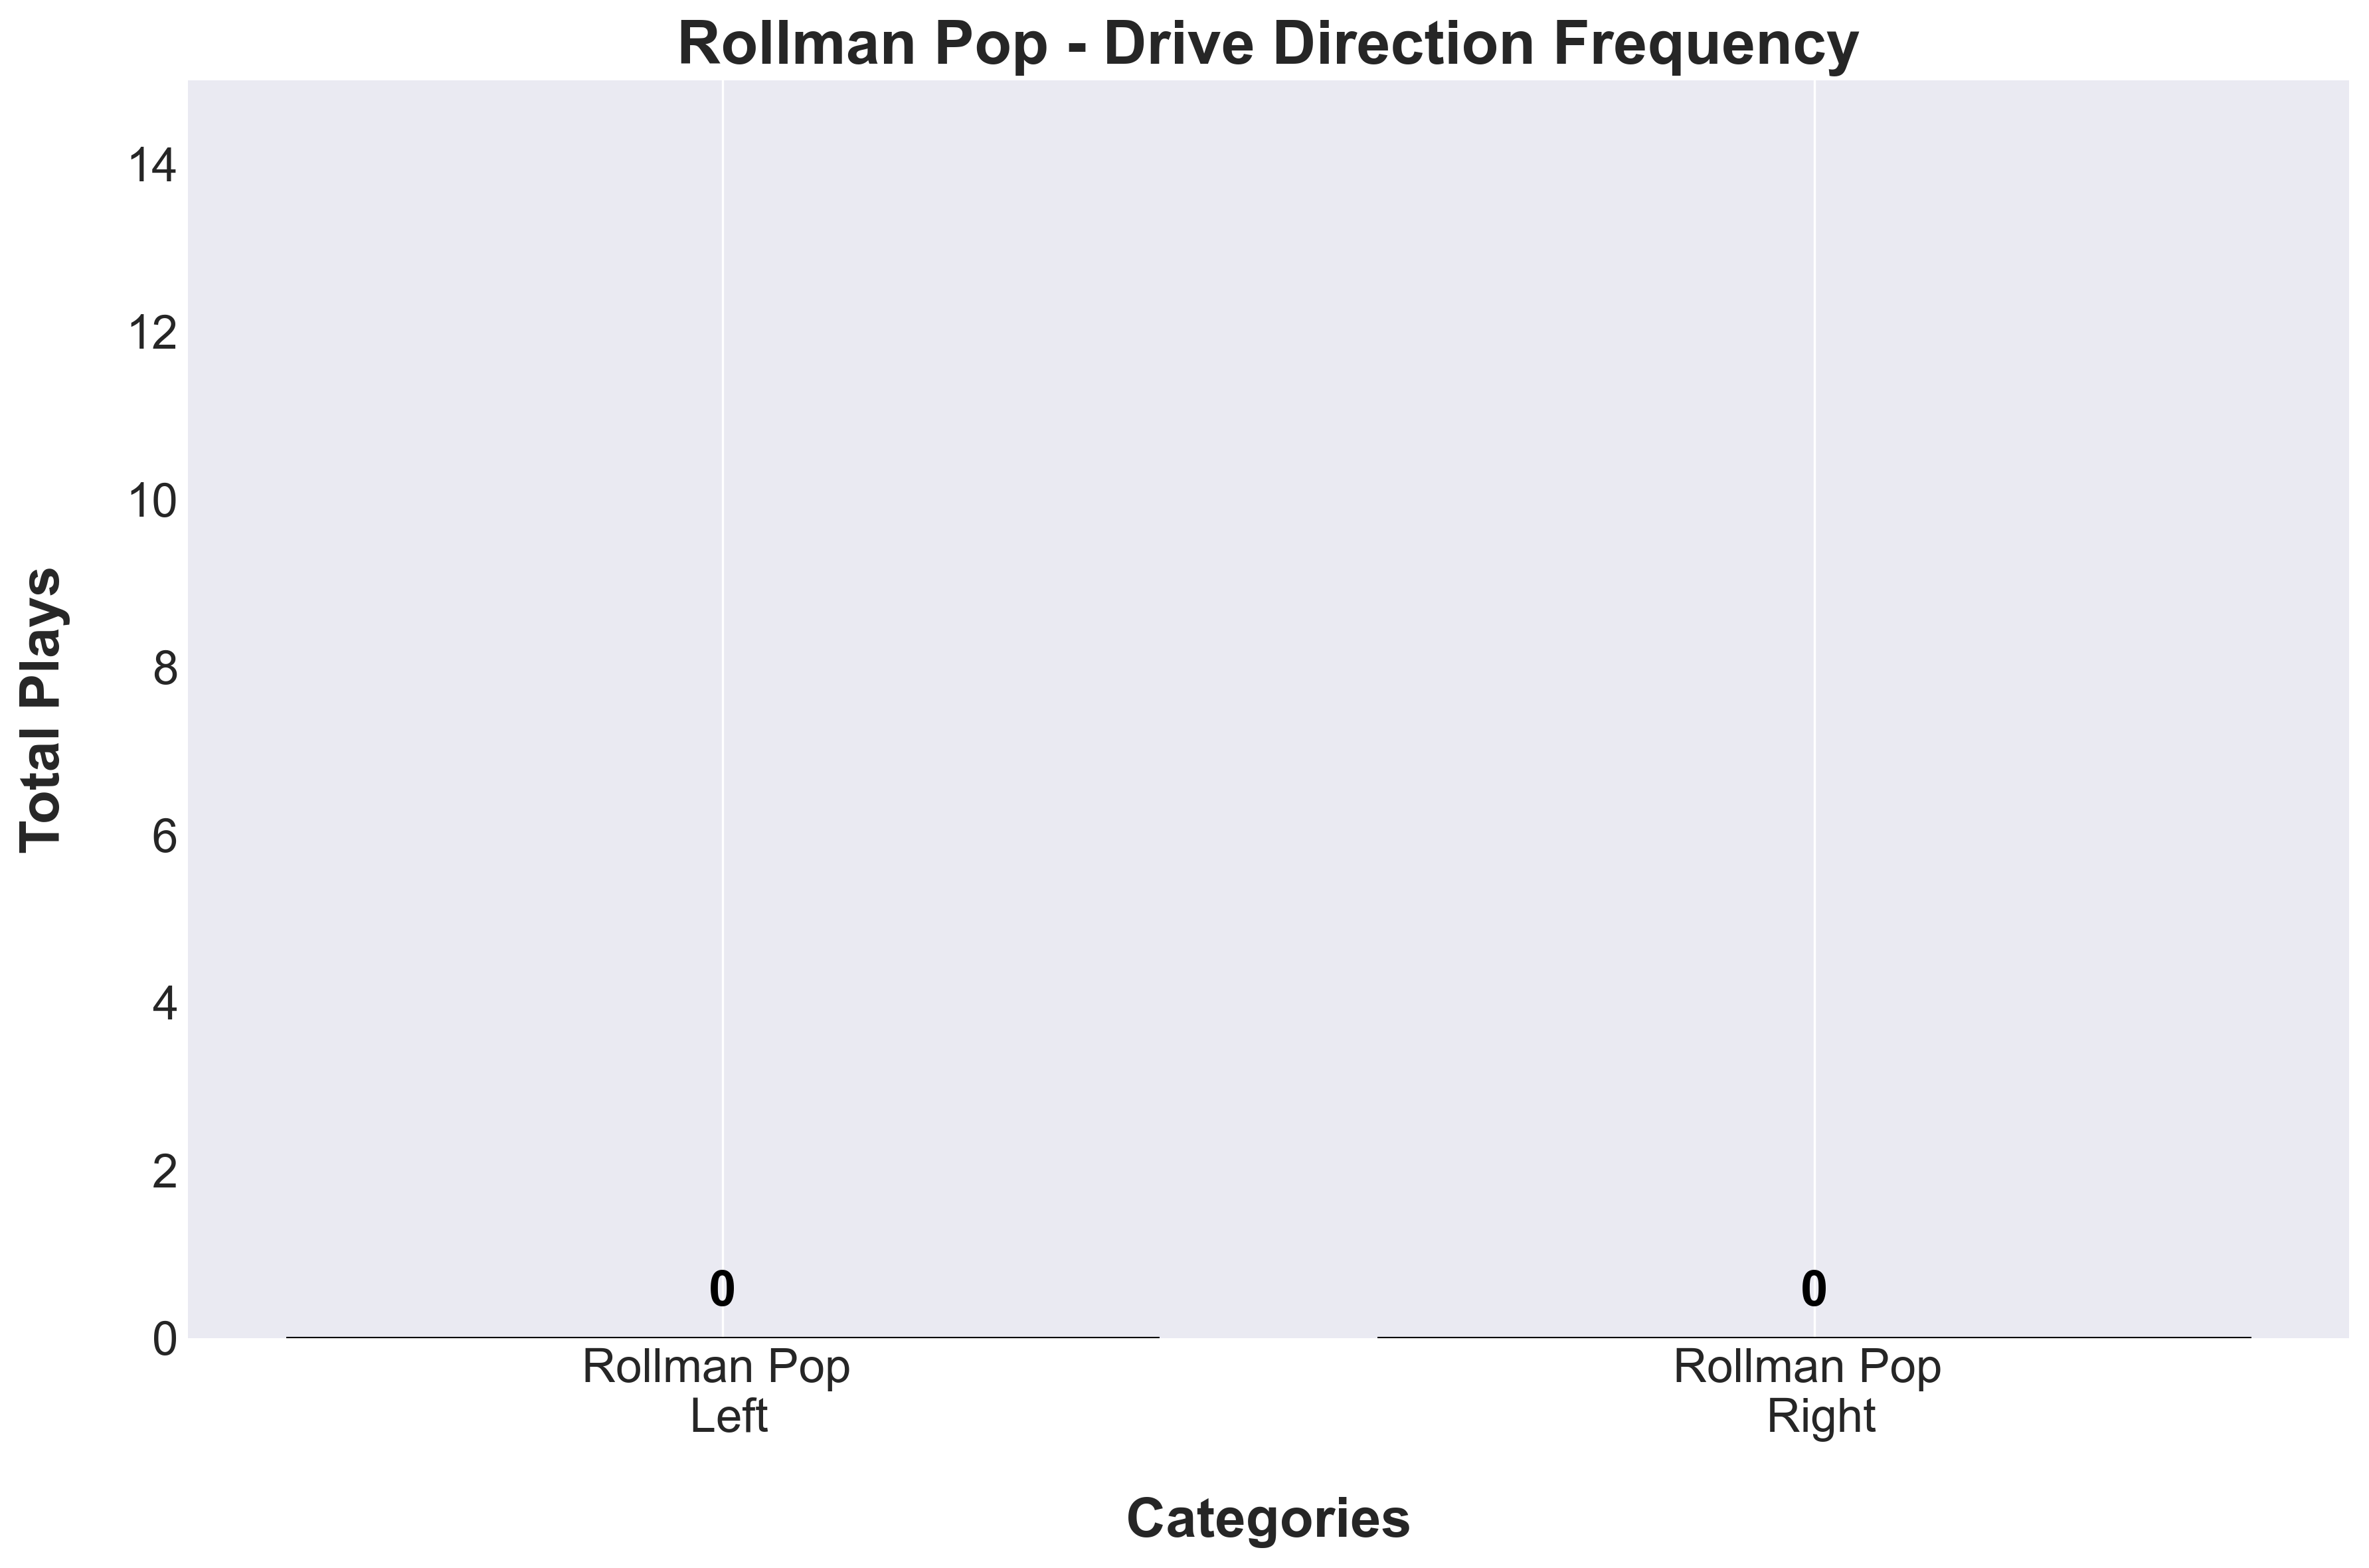 Rollman Pop - Drive Direction Frequency
Total Plays
14
12
10
8
6
4
2
0
0
0
Rollman Pop
Left
Rollman Pop
Right
Categories